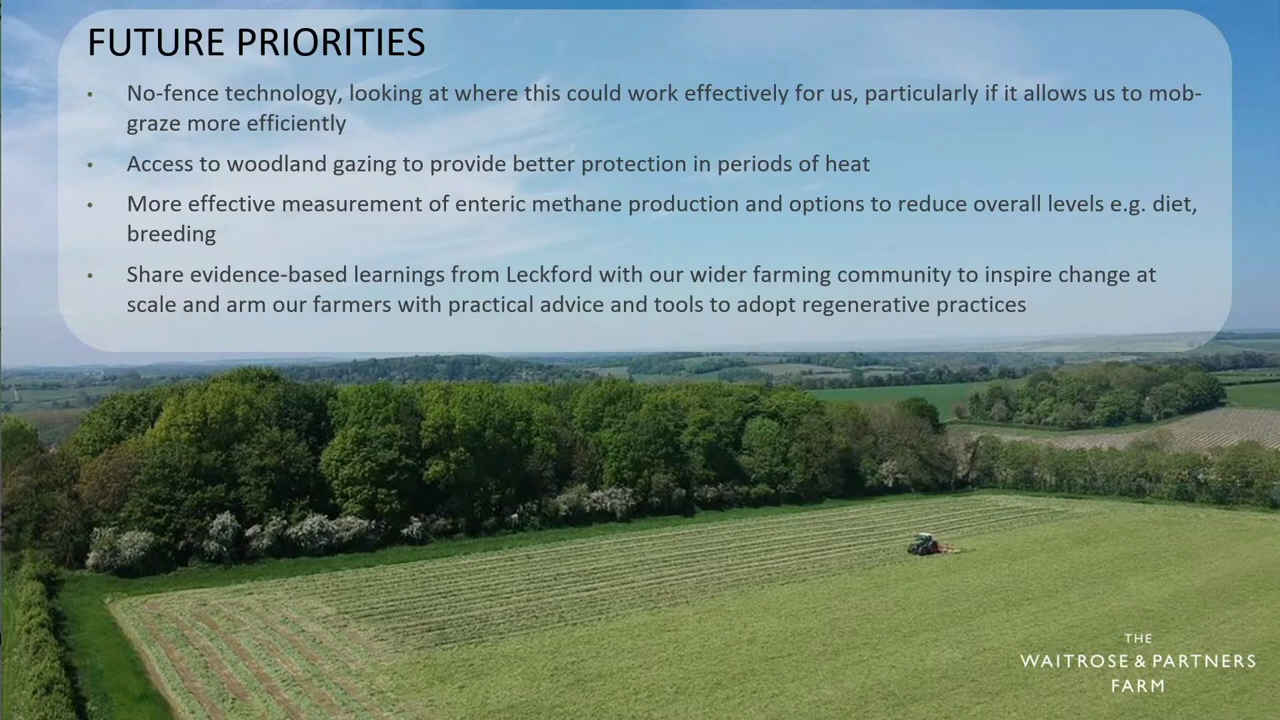 FUTURE PRIORITIES
• No-fence technology, looking at where this could work effectively for us, particularly if it allows us to mob-
graze more efficiently
• Access to woodland gazing to provide better protection in periods of heat
• More effective measurement of enteric methane production and options to reduce overall levels e.g. diet,
breeding
• Share evidence-based learnings from Leckford with our wider farming community to inspire change at
scale and arm our farmers with practical advice and tools to adopt regenerative practices
THE
WAITROSE & PARTNERS
FARM